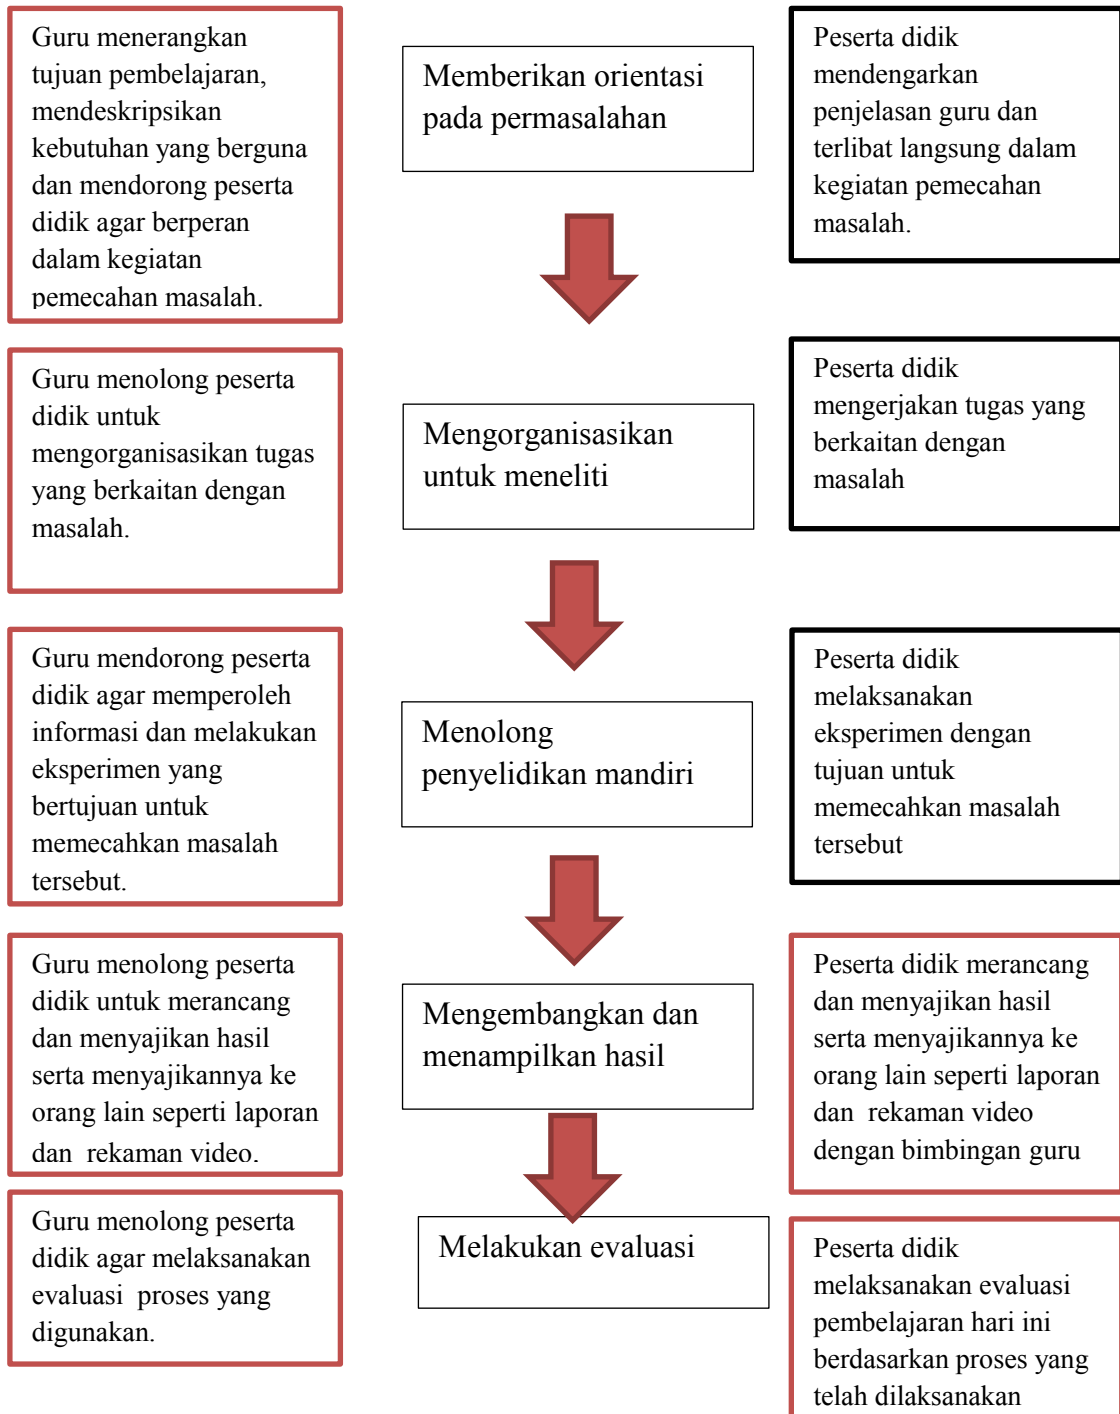 Guru menerangkan
tujuan pembelajaran,
mendeskripsikan
kebutuhan yang berguna
dan mendorong peserta
didik agar berperan
dalam kegiatan
pemecahan masalah.
Memberikan orientasi
pada permasalahan
Peserta didik
mendengarkan
penjelasan guru dan
terlibat langsung dalam
kegiatan pemecahan
masalah.
Guru menolong peserta
didik untuk
mengorganisasikan tugas
yang berkaitan dengan
masalah.
Mengorganisasikan
untuk meneliti
Peserta didik
mengerjakan tugas yang
berkaitan dengan
masalah
Guru mendorong peserta
didik agar memperoleh
informasi dan melakukan
eksperimen yang
bertujuan untuk
memecahkan masalah
tersebut.
Menolong
penyelidikan mandiri
Peserta didik
melaksanakan
eksperimen dengan
tujuan untuk
memecahkan masalah
tersebut
Guru menolong peserta
didik untuk merancang
dan menyajikan hasil
serta menyajikannya ke
orang lain seperti laporan
dan  rekaman video.
Mengembangkan dan
menampilkan hasil
Peserta didik merancang
dan menyajikan hasil
serta menyajikannya ke
orang lain seperti laporan
dan  rekaman video
dengan bimbingan guru
Guru menolong peserta
didik agar melaksanakan
evaluasi  proses yang
digunakan.
Melakukan evaluasi
Peserta didik
melaksanakan evaluasi
pembelajaran hari ini
berdasarkan proses yang
telah dilaksanakan